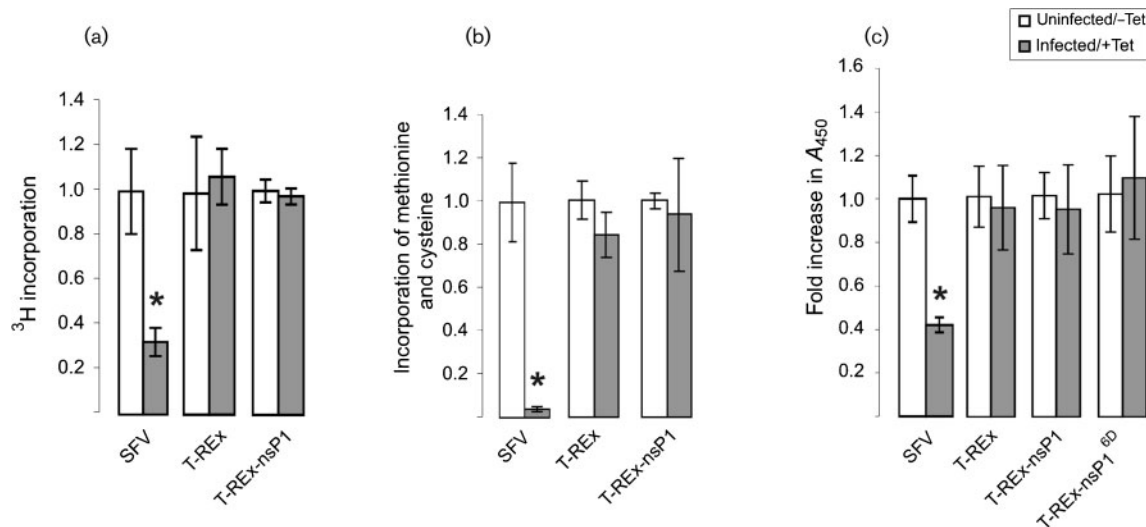 (a)
³H incorporation
1.4
1.2
1.0
0.8
0.6
0.4
0.2
*
SFV
T-REx
T-REx-nsP1
(b)
Incorporation of methionine
and cysteine
1.4
1.2
1.0
0.8
0.6
0.4
0.2
*
SFV
T-REx
T-REx-nsP1
(c)
Uninfected/–Tet
Infected/+Tet
Fold increase in A₄₅₀
1.6
1.4
1.2
1.0
0.8
0.6
0.4
0.2
*
SFV
T-REx
T-REx-nsP1
T-REx-nsP1⁶ᴰ